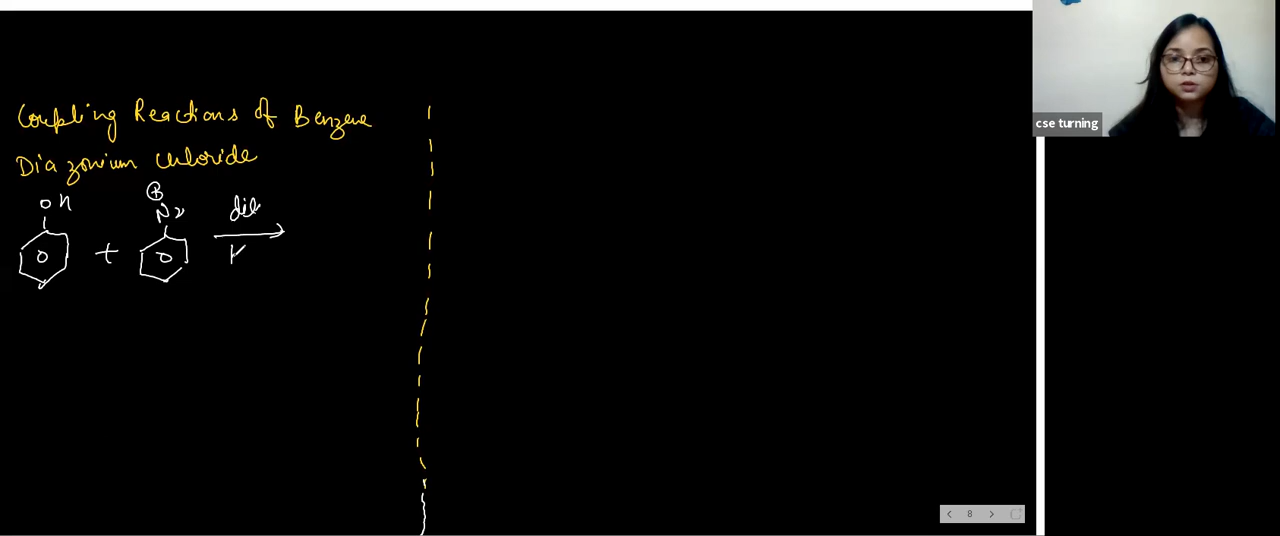 Coupling Reactions of Benzene
Diazonium chloride
OH
⊕
N2
dil
+
cse turning
8